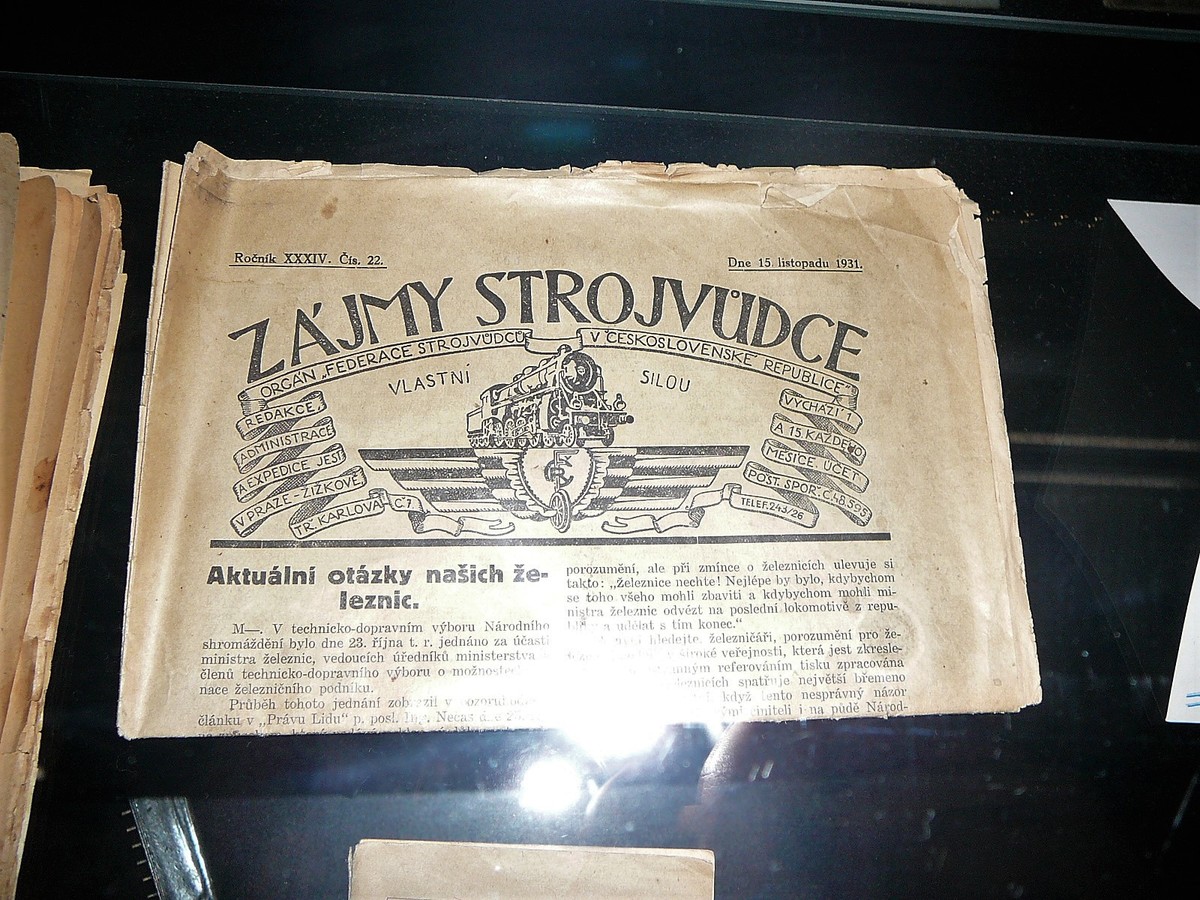 Ročník XXXIV. Čís. 22.
Dne 15 listopadu 1931.
ZÁJMY STROJVŮDCE
ORGÁN „FEDERACE STROJVŮDCŮ V ČESKOSLOVENSKÉ REPUBLICE“
VLASTNÍ SILOU
REDAKCE,
ADMINISTRACE
A EXPEDICE JEST
V PRAZE-ŽIŽKOVĚ,
TŘ. KARLOVA Č 7
VYCHÁZÍ 1
A 15 KAŽDÉHO
MĚSÍCE. ÚČET
POŠT. SPOŘ. Č. 48.595
TELEF. 243/26
Aktuální otázky našich že-
leznic.
M—. V technicko-dopravním výboru Národního
shromáždění bylo dne 23. října t. r. jednáno za účasti
ministra železnic, vedoucích úředníků ministerstva
členů technicko-dopravního výboru o
nace železničního podniku.
Průběh tohoto jednání
článku v „Právu Lidu“ p. posl.
porozumění, ale při zmínce o železnicích ulevuje si
takto: „Železnice nechte! Nejlépe by bylo, kdybychom
se toho všeho mohli zbaviti a kdybychom mohli mi-
nistra železnic odvézt na poslední lokomotivě z repu-
a udělat s tím konec.“
hledejte, železničáři, porozumění pro že-
široké veřejnosti, která jest zkresle-
referováním tisku zpracována
spatřuje největší břemeno
když tento nesprávný názor
činiteli i na půdě Národ-